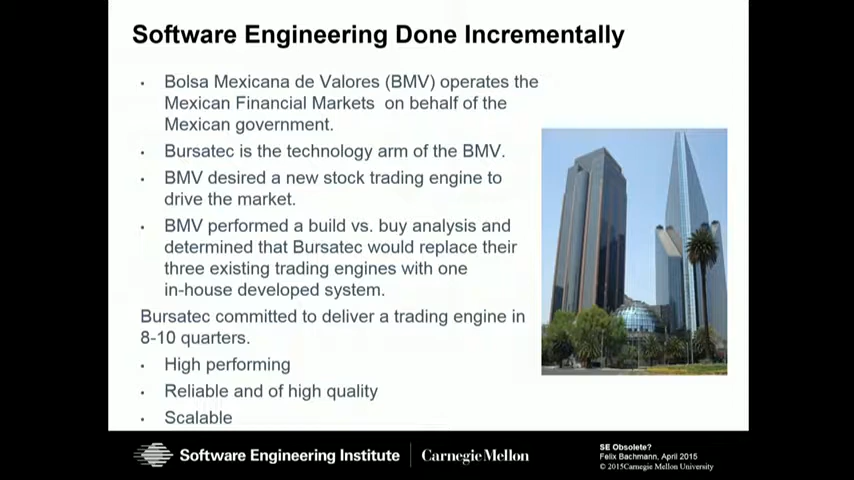 Software Engineering Done Incrementally
• Bolsa Mexicana de Valores (BMV) operates the
Mexican Financial Markets on behalf of the
Mexican government.
• Bursatec is the technology arm of the BMV.
• BMV desired a new stock trading engine to
drive the market.
• BMV performed a build vs. buy analysis and
determined that Bursatec would replace their
three existing trading engines with one
in-house developed system.
Bursatec committed to deliver a trading engine in
8-10 quarters.
• High performing
• Reliable and of high quality
• Scalable
Software Engineering Institute | Carnegie Mellon
SE Obsolete?
Felix Bachmann, April 2015
© 2015Carnegie Mellon University